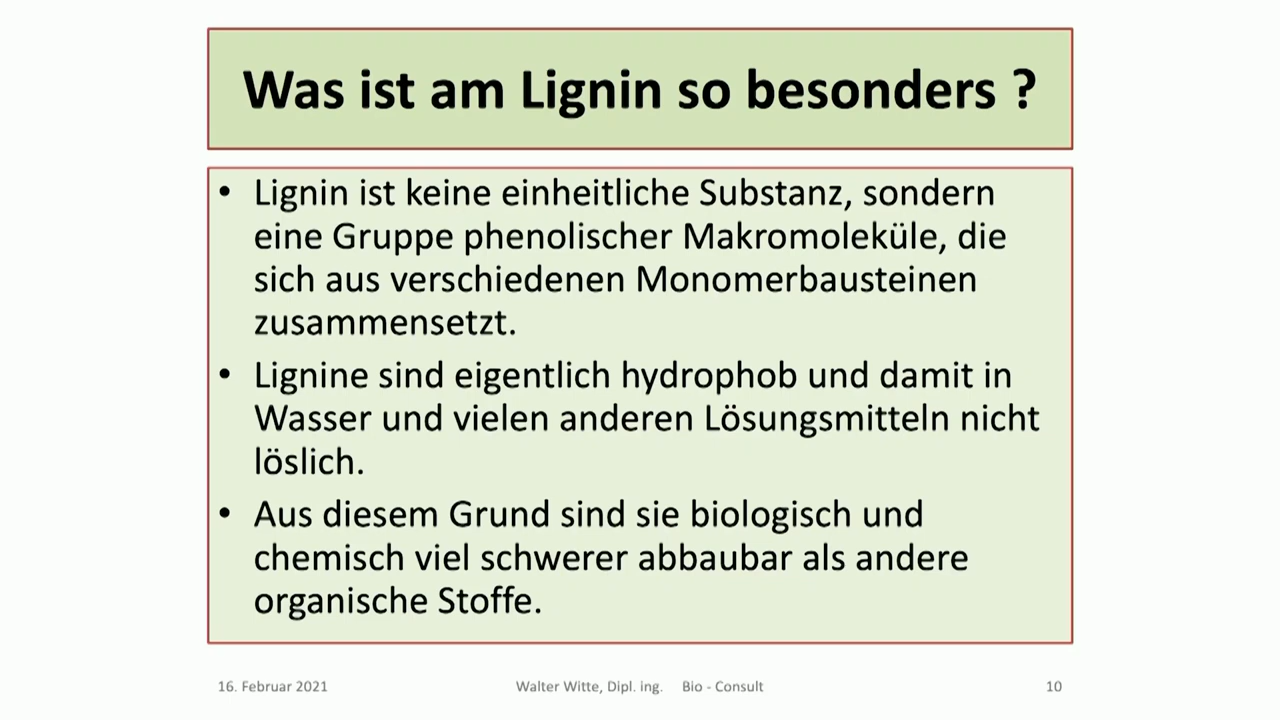 Was ist am Lignin so besonders ?
• Lignin ist keine einheitliche Substanz, sondern
eine Gruppe phenolischer Makromoleküle, die
sich aus verschiedenen Monomerbausteinen
zusammensetzt.
• Lignine sind eigentlich hydrophob und damit in
Wasser und vielen anderen Lösungsmitteln nicht
löslich.
• Aus diesem Grund sind sie biologisch und
chemisch viel schwerer abbaubar als andere
organische Stoffe.
16. Februar 2021 Walter Witte, Dipl. ing. Bio - Consult 10